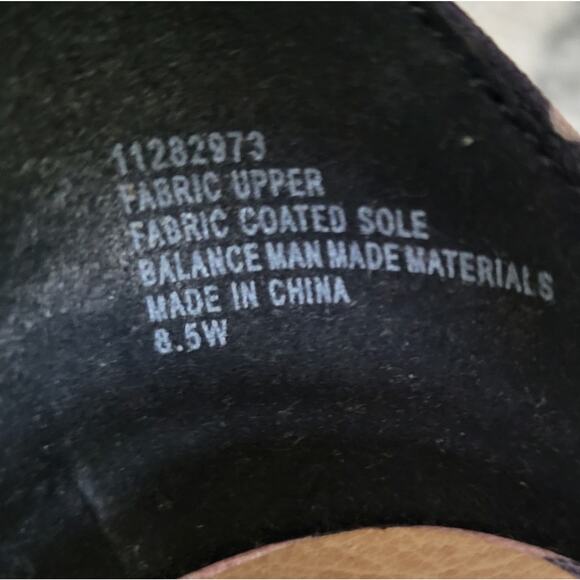 11282973
FABRIC UPPER
FABRIC COATED SOLE
BALANCE MAN MADE MATERIALS
MADE IN CHINA
8.5W